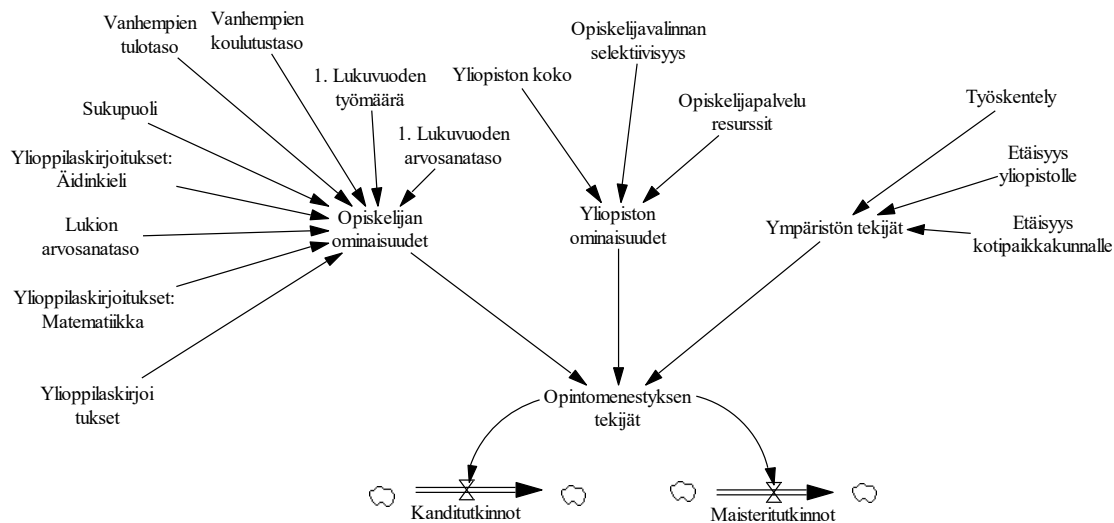 Vanhempien
tulotaso
Vanhempien
koulutustaso
1. Lukuvuoden
työmäärä
1. Lukuvuoden
arvosanataso
Sukupuoli
Ylioppilaskirjoitukset:
Äidinkieli
Lukion
arvosanataso
Ylioppilaskirjoitukset:
Matematiikka
Ylioppilaskirjoi
tukset
Opiskelijan
ominaisuudet
Yliopiston koko
Opiskelijavalinnan
selektiivisyys
Opiskelijapalvelu
resurssit
Yliopiston
ominaisuudet
Työskentely
Etäisyys
yliopistolle
Etäisyys
kotipaikkakunnalle
Ympäristön tekijät
Opintomenestyksen
tekijät
Kanditutkinnot
Maisteritutkinnot